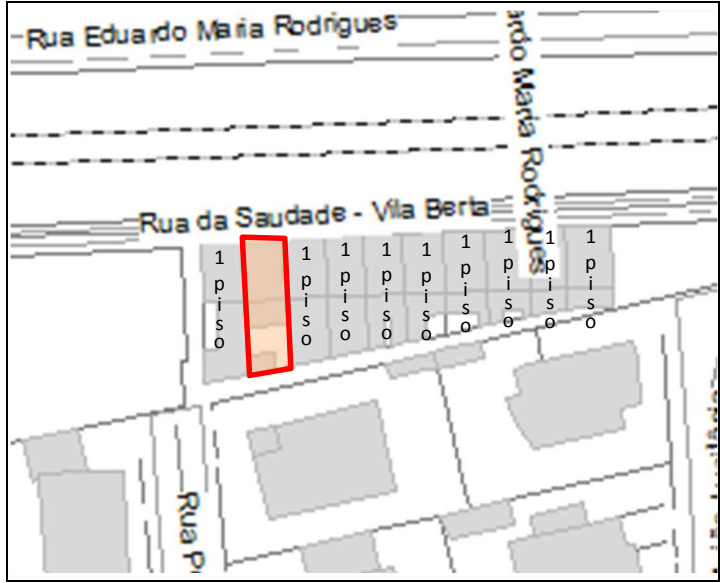 Rua Eduardo Maria Rodrigues
ardo Maria Rodrigues
Rua da Saudade - Vila Berta
1 piso
1 piso
1 piso
1 piso
1 piso
1 piso
1 piso
1 piso
1 piso
Rua P